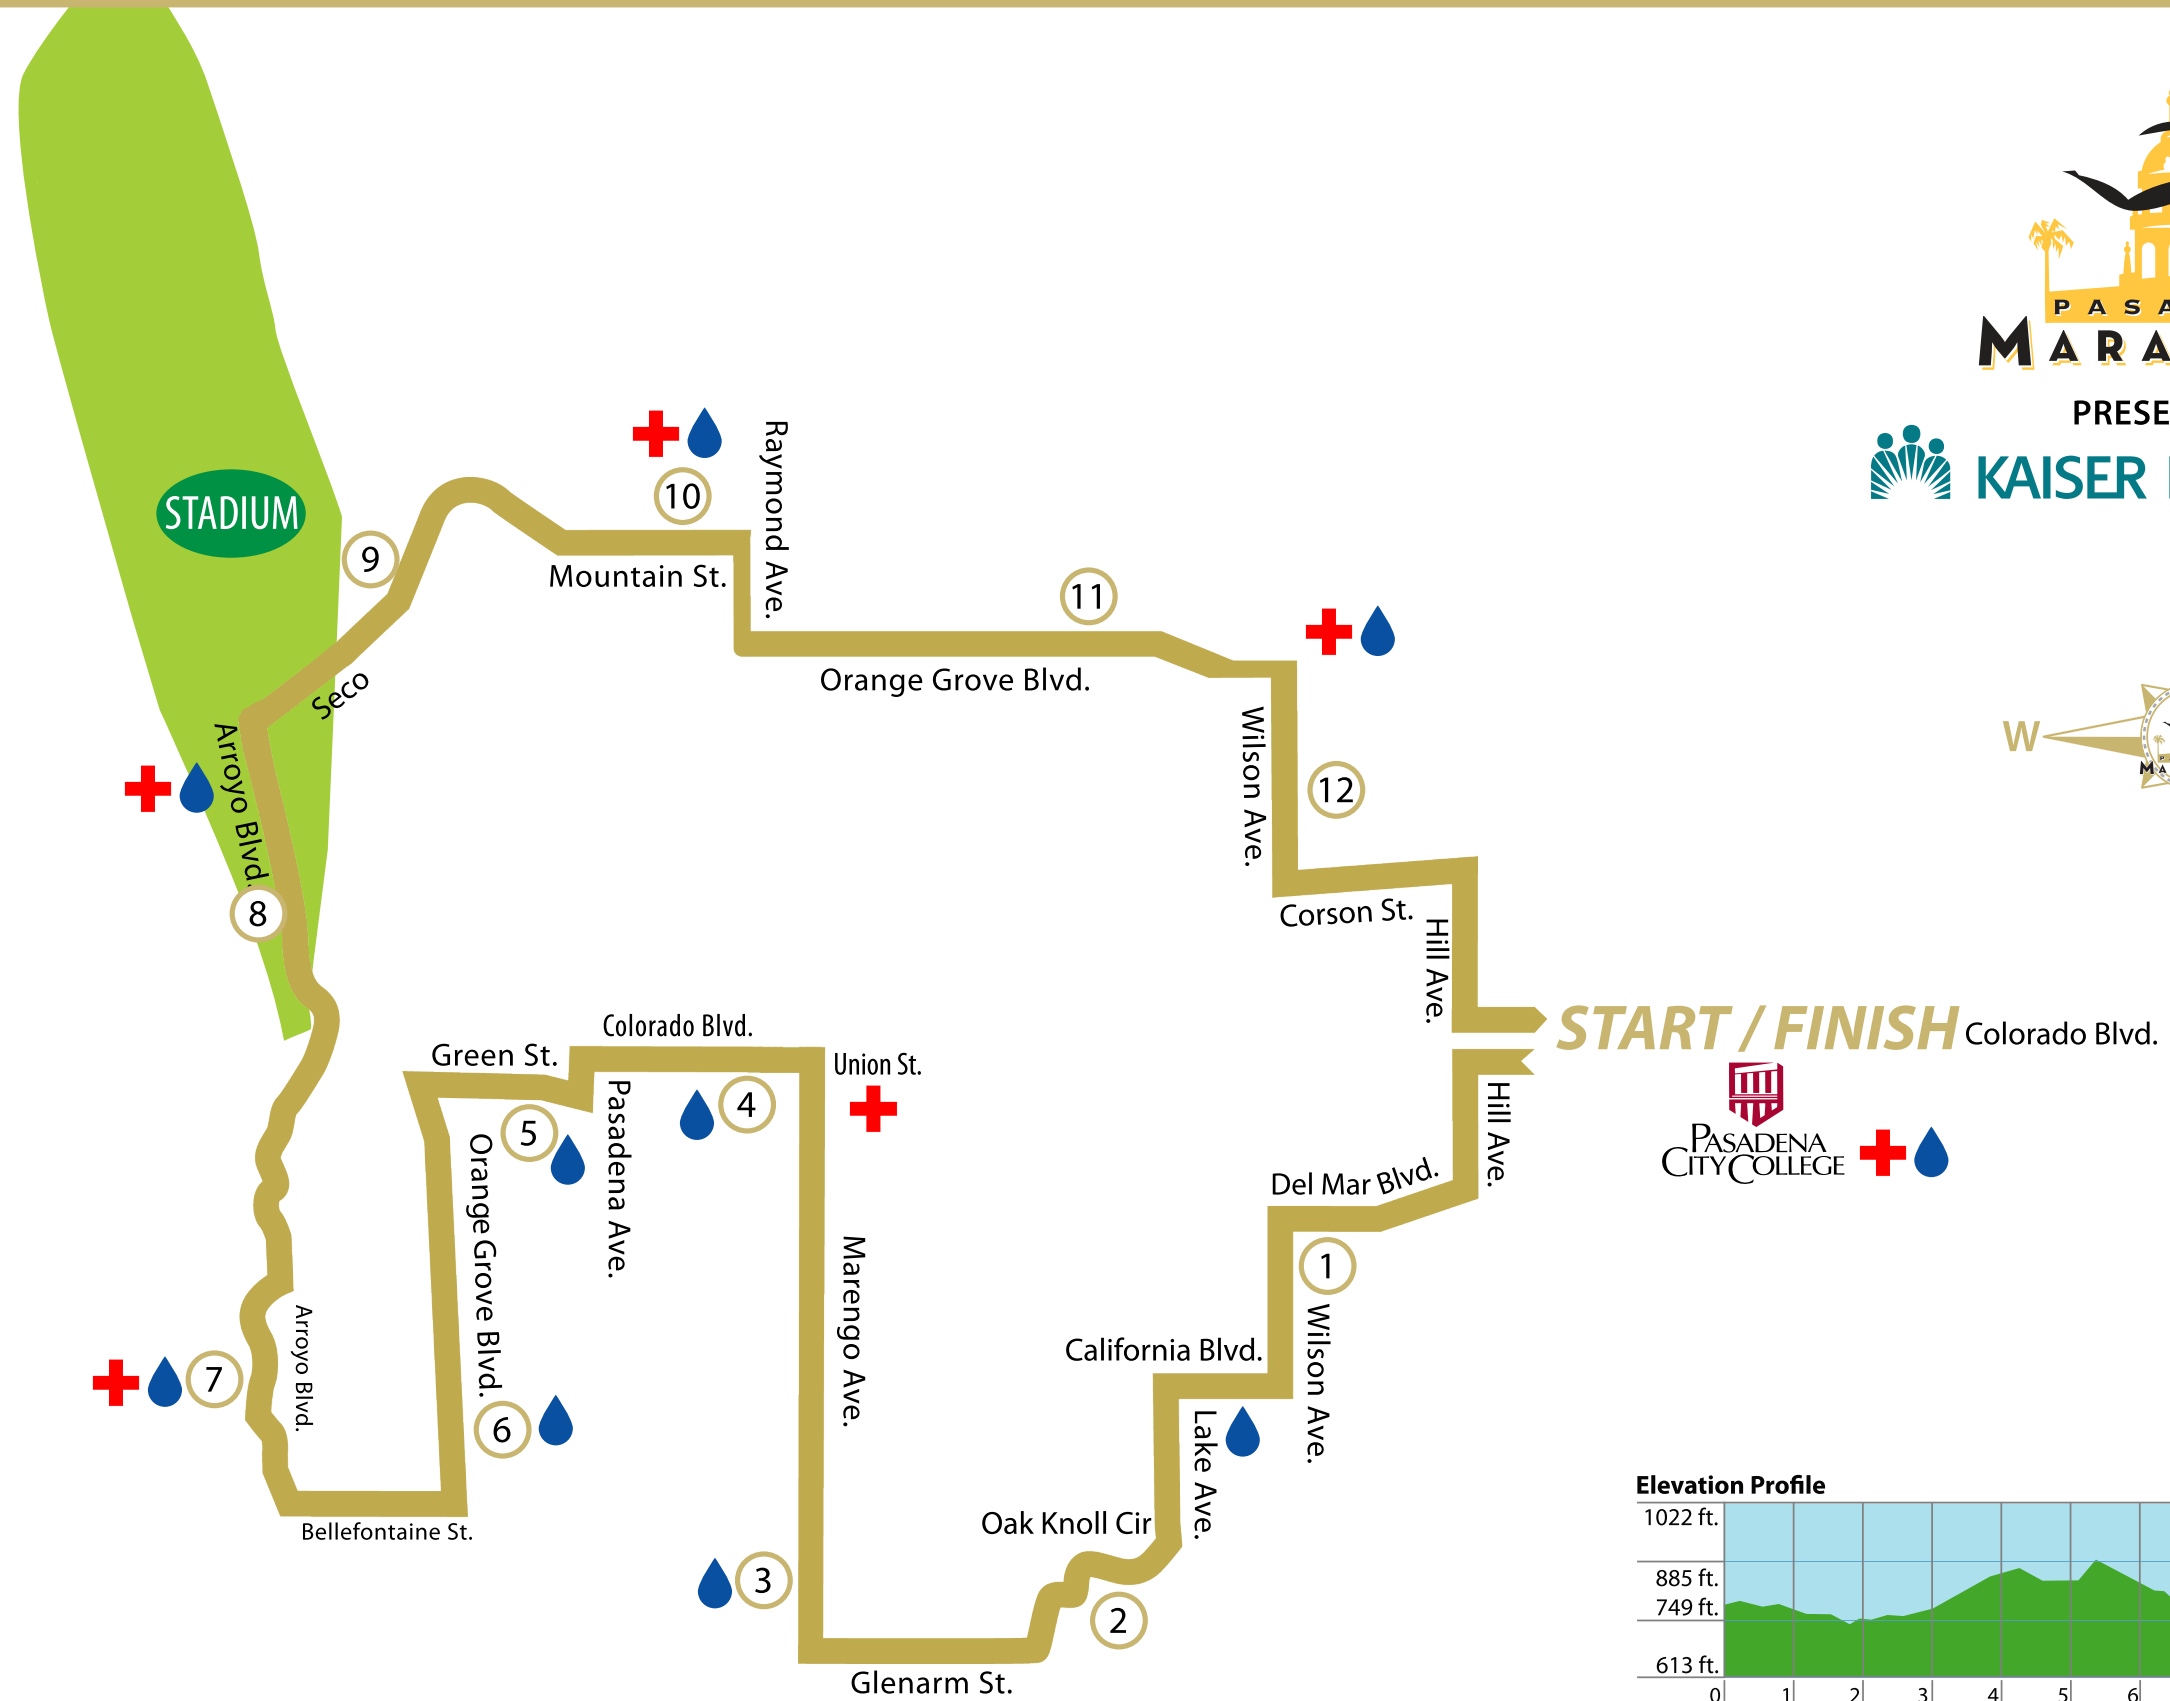 PASA
MARA
PRESE
KAISER
10
Raymond Ave.
STADIUM
9
Mountain St.
11
Orange Grove Blvd.
Seco
Wilson Ave.
W
12
Arroyo Blvd.
8
Corson St.
Hill Ave.
START / FINISH Colorado Blvd.
Colorado Blvd.
Green St.
Union St.
4
5
Pasadena Ave.
Hill Ave.
PASADENA
CITY COLLEGE
Del Mar Blvd.
Orange Grove Blvd.
Marengo Ave.
1
Wilson Ave.
California Blvd.
Arroyo Blvd.
7
6
Lake Ave.
Oak Knoll Cir
Bellefontaine St.
3
2
Glenarm St.
Elevation Profile
1022 ft.
885 ft.
749 ft.
613 ft.
0 1 2 3 4 5 6